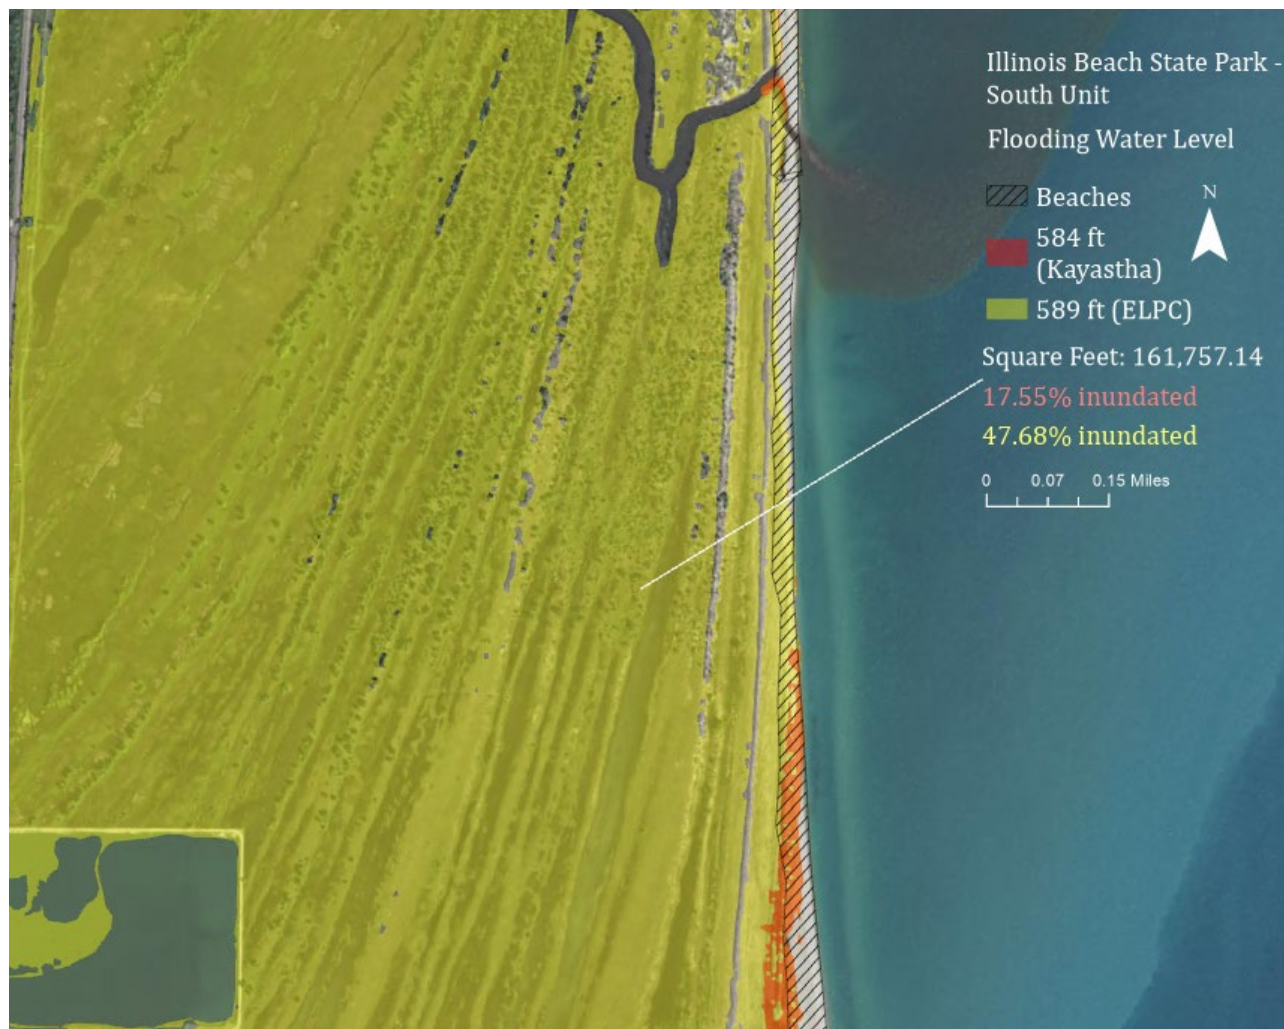 Illinois Beach State Park -
South Unit
Flooding Water Level
Beaches
N
584 ft
(Kayastha)
589 ft (ELPC)
Square Feet: 161,757.14
17.55% inundated
47.68% inundated
0 0.07 0.15 Miles